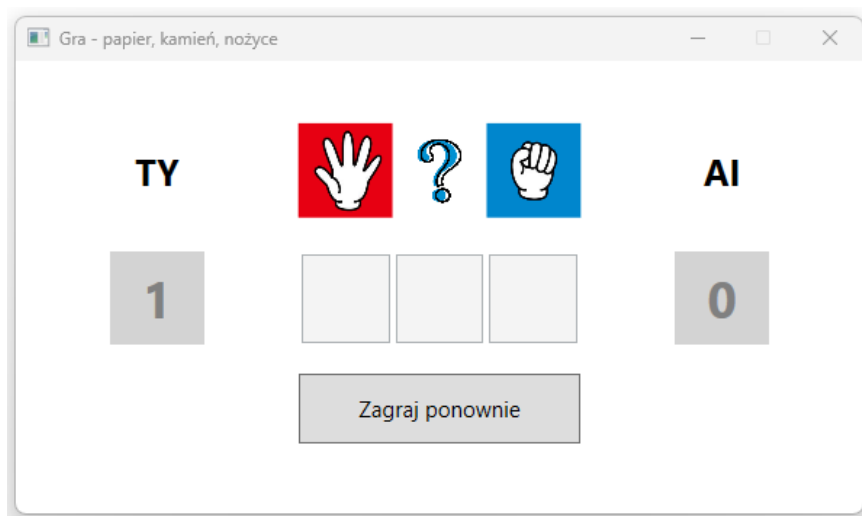 Gra - papier, kamień, nożyce
TY
?
AI
1
0
Zagraj ponownie